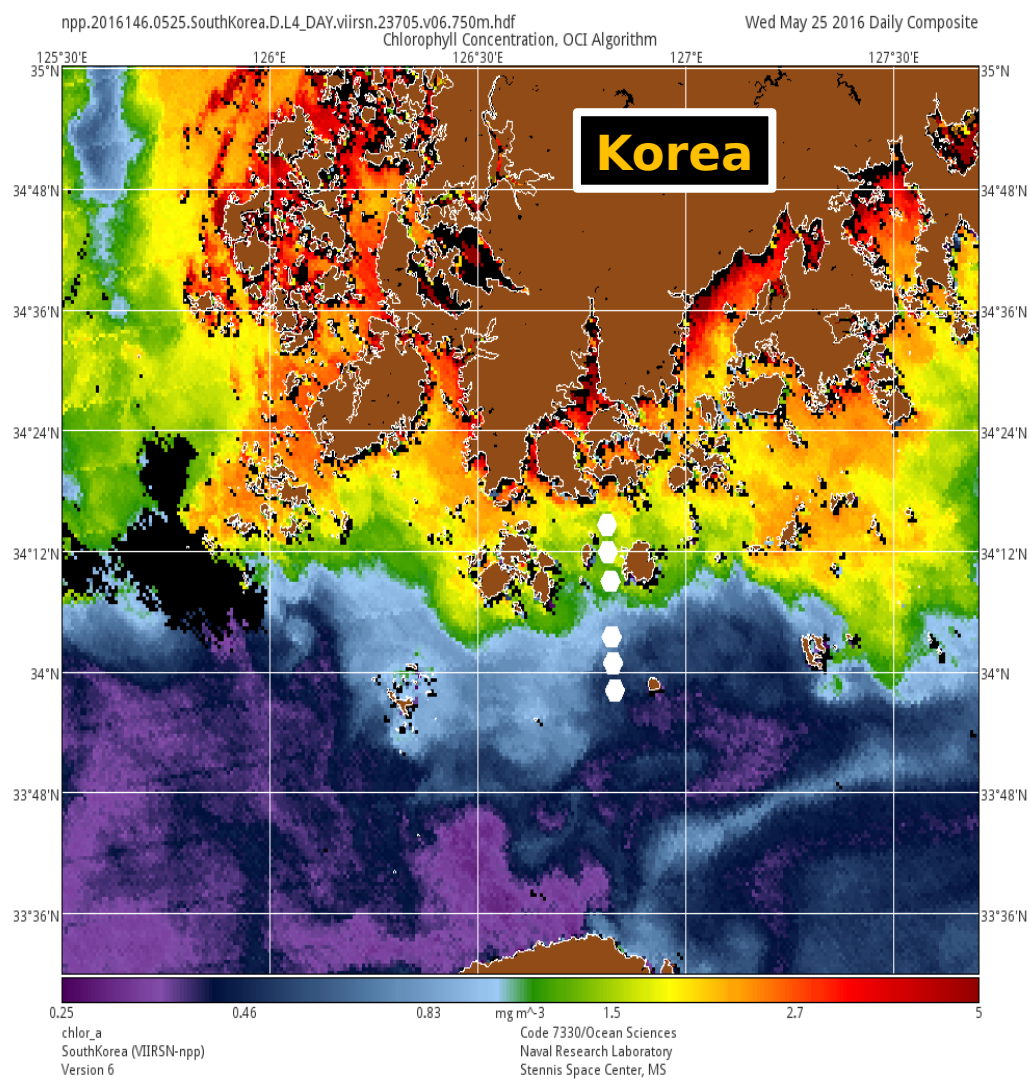 npp.2016146.0525.SouthKorea.D.L4_DAY.viirsn.23705.v06.750m.hdf Wed May 25 2016 Daily Composite
Chlorophyll Concentration, OCI Algorithm
125°30'E 126°E 126°30'E 127°E 127°30'E
35°N 35°N
Korea
34°48'N 34°48'N
34°36'N 34°36'N
34°24'N 34°24'N
34°12'N 34°12'N
34°N 34°N
33°48'N 33°48'N
33°36'N 33°36'N
0.25 0.46 0.83 mg m^-3 1.5 2.7 5
chlor_a Code 7330/Ocean Sciences
SouthKorea (VIIRSN-npp) Naval Research Laboratory
Version 6 Stennis Space Center, MS